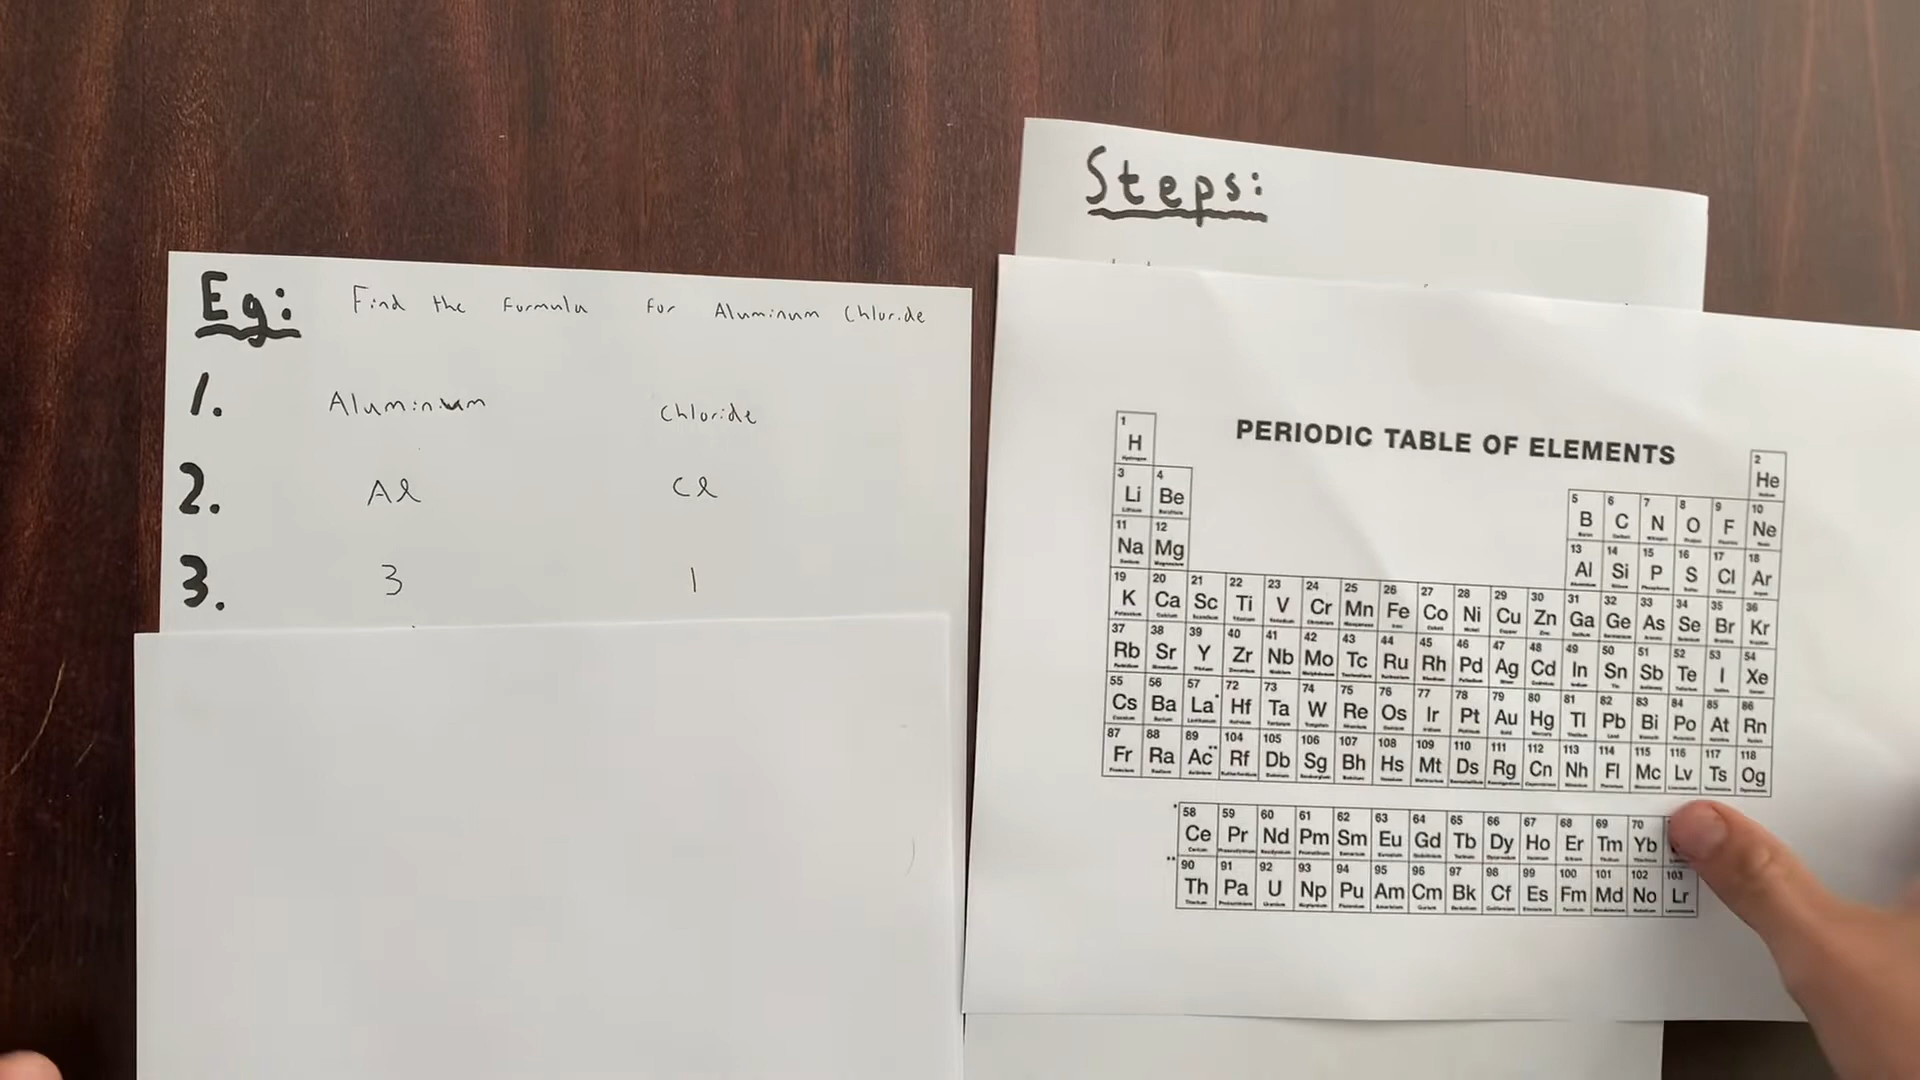 Steps:
Eg: Find the Formula For Aluminum Chloride
1. Aluminium Chloride
2. Al Cl
3. 3 1
PERIODIC TABLE OF ELEMENTS
1 2
H He
3 4 5 6 7 8 9 10
Li Be B C N O F Ne
11 12 13 14 15 16 17 18
Na Mg Al Si P S Cl Ar
19 20 21 22 23 24 25 26 27 28 29 30 31 32 33 34 35 36
K Ca Sc Ti V Cr Mn Fe Co Ni Cu Zn Ga Ge As Se Br Kr
37 38 39 40 41 42 43 44 45 46 47 48 49 50 51 52 53 54
Rb Sr Y Zr Nb Mo Tc Ru Rh Pd Ag Cd In Sn Sb Te I Xe
55 56 57 72 73 74 75 76 77 78 79 80 81 82 83 84 85 86
Cs Ba La* Hf Ta W Re Os Ir Pt Au Hg Tl Pb Bi Po At Rn
87 88 89 104 105 106 107 108 109 110 111 112 113 114 115 116 117 118
Fr Ra Ac** Rf Db Sg Bh Hs Mt Ds Rg Cn Nh Fl Mc Lv Ts Og
* 58 59 60 61 62 63 64 65 66 67 68 69 70
Ce Pr Nd Pm Sm Eu Gd Tb Dy Ho Er Tm Yb
** 90 91 92 93 94 95 96 97 98 99 100 101 102 103
Th Pa U Np Pu Am Cm Bk Cf Es Fm Md No Lr